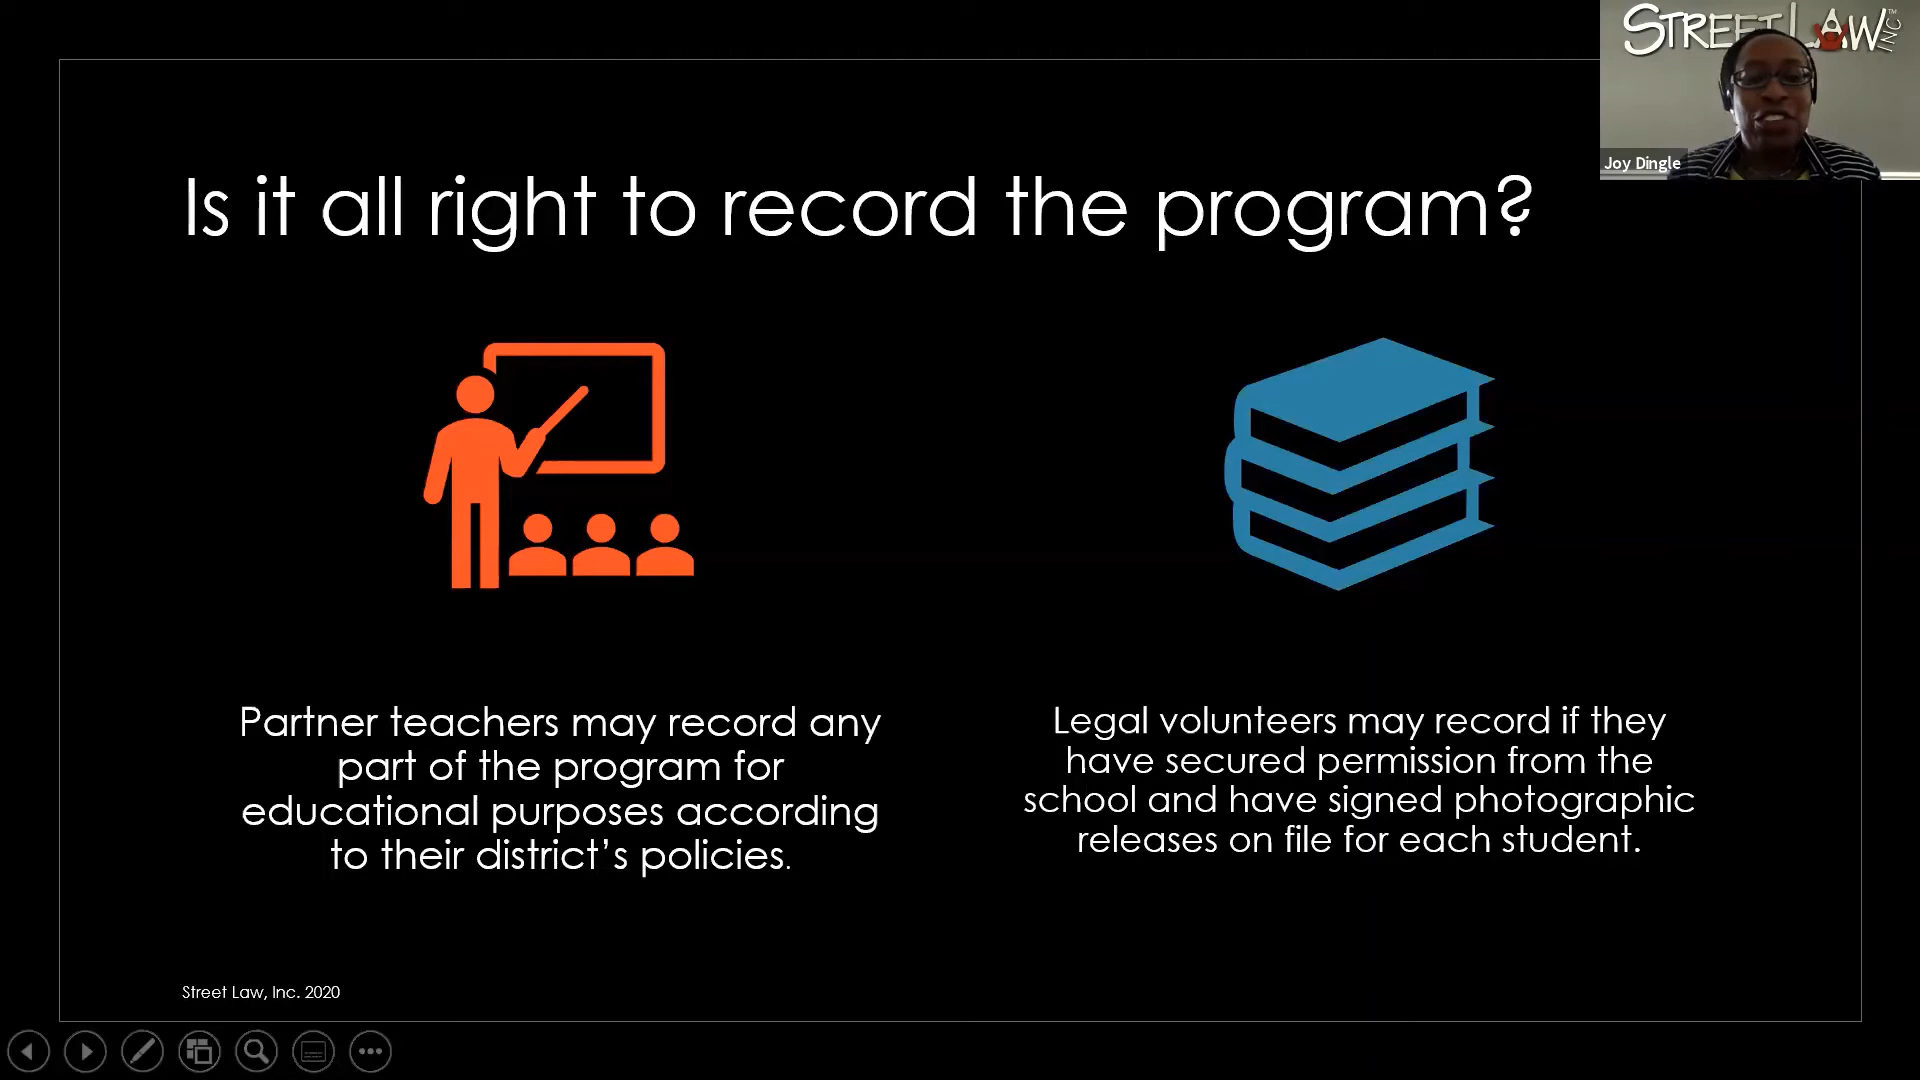 STREET LAW INC
Joy Dingle
Is it all right to record the program?
Partner teachers may record any
part of the program for
educational purposes according
to their district’s policies.
Legal volunteers may record if they
have secured permission from the
school and have signed photographic
releases on file for each student.
Street Law, Inc. 2020